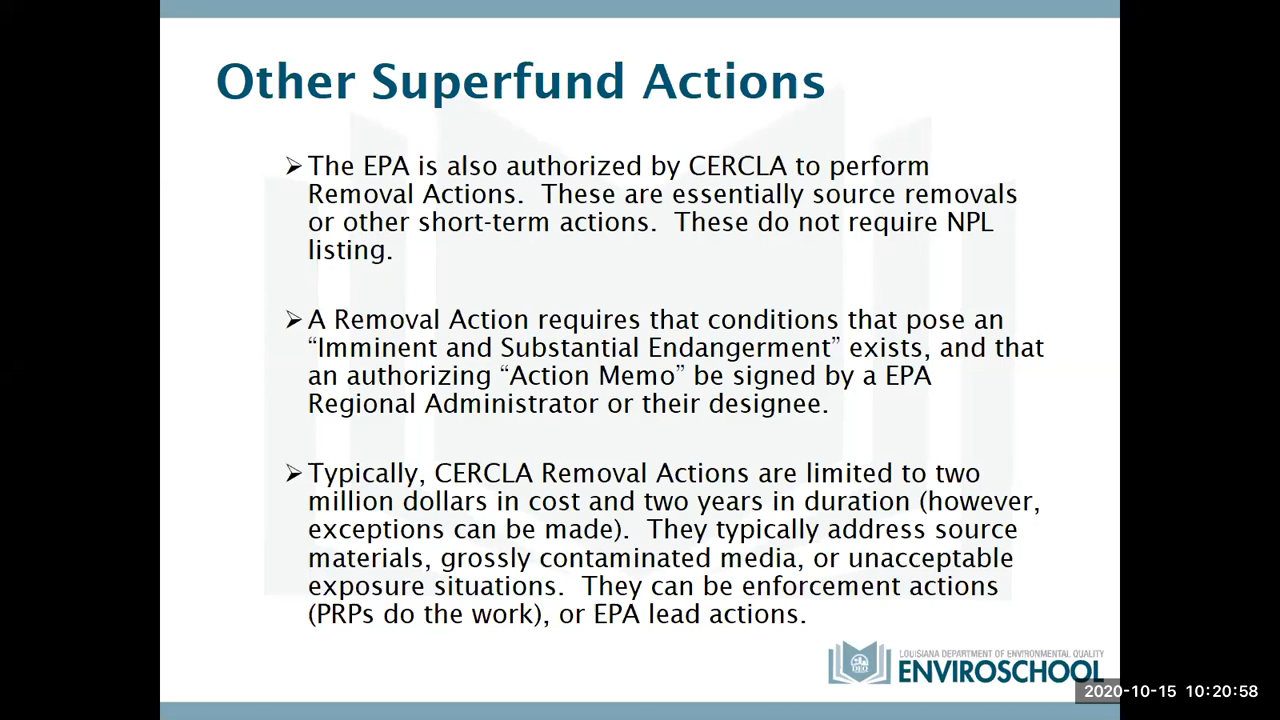 Other Superfund Actions
➢ The EPA is also authorized by CERCLA to perform
Removal Actions.  These are essentially source removals
or other short-term actions.  These do not require NPL
listing.
➢ A Removal Action requires that conditions that pose an
“Imminent and Substantial Endangerment” exists, and that
an authorizing “Action Memo” be signed by a EPA
Regional Administrator or their designee.
➢ Typically, CERCLA Removal Actions are limited to two
million dollars in cost and two years in duration (however,
exceptions can be made).  They typically address source
materials, grossly contaminated media, or unacceptable
exposure situations.  They can be enforcement actions
(PRPs do the work), or EPA lead actions.
LOUISIANA DEPARTMENT OF ENVIRONMENTAL QUALITY
DEQ
ENVIROSCHOOL
2020-10-15 10:20:58